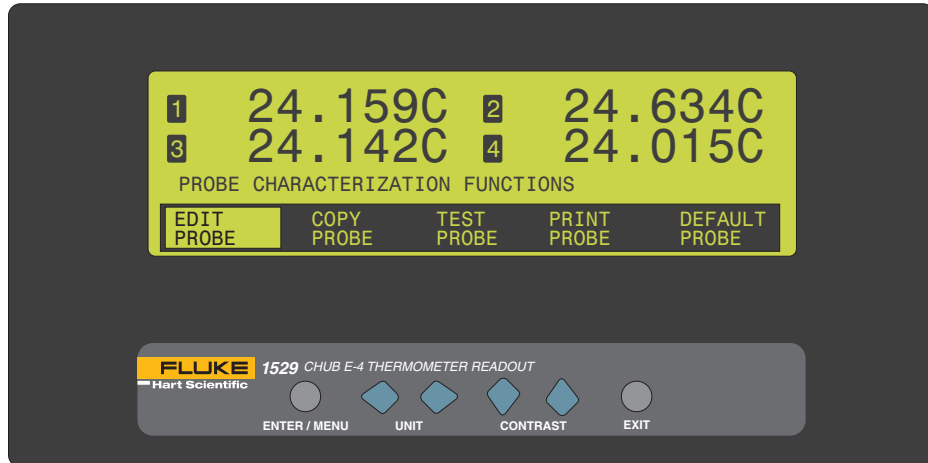 1 24.159C 2 24.634C
3 24.142C 4 24.015C
PROBE CHARACTERIZATION FUNCTIONS
EDIT PROBE
COPY PROBE
TEST PROBE
PRINT PROBE
DEFAULT PROBE
FLUKE
Hart Scientific
1529 CHUB E-4 THERMOMETER READOUT
ENTER / MENU UNIT CONTRAST EXIT